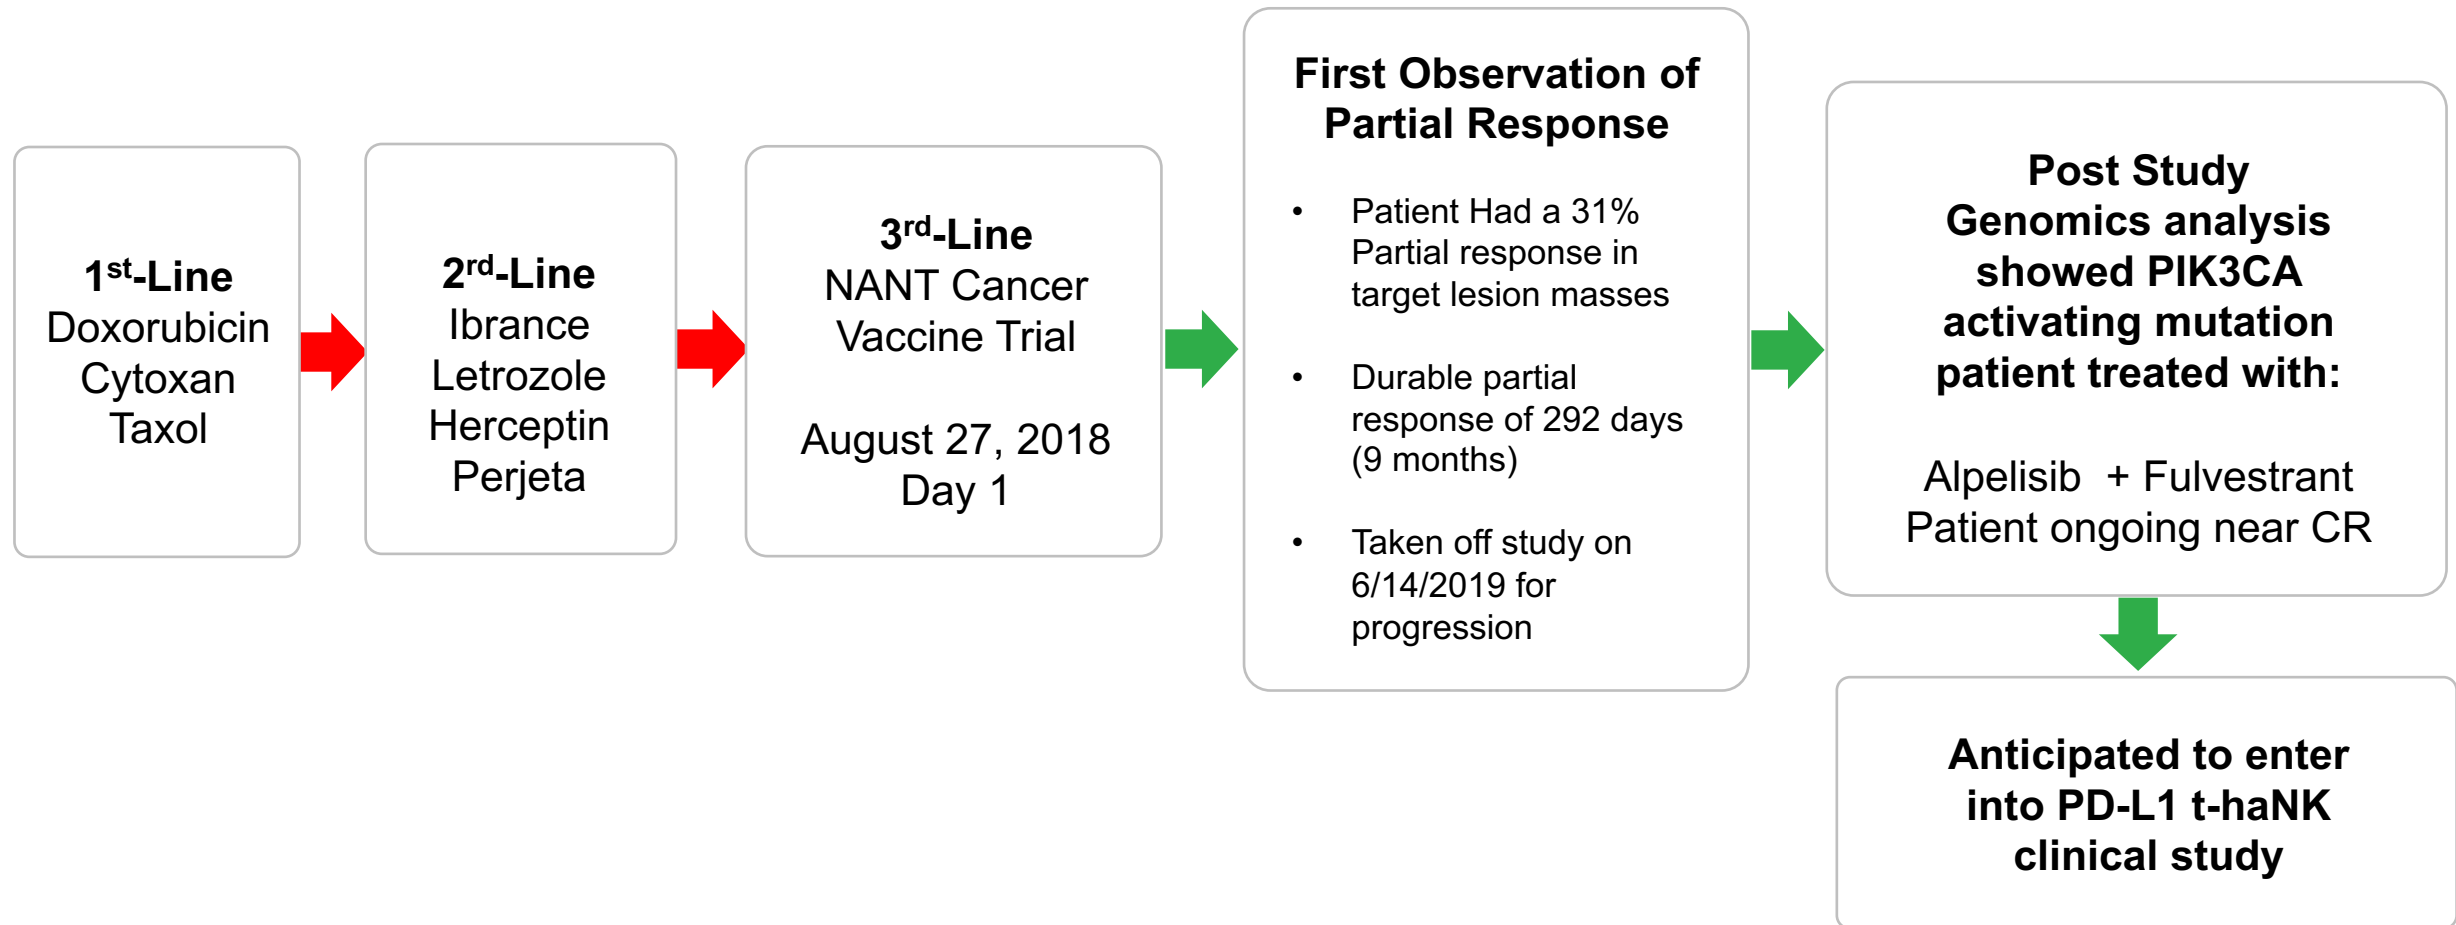 1st-Line
Doxorubicin
Cytoxan
Taxol
2rd-Line
Ibrance
Letrozole
Herceptin
Perjeta
3rd-Line
NANT Cancer
Vaccine Trial
August 27, 2018
Day 1
First Observation of
Partial Response
• Patient Had a 31%
Partial response in
target lesion masses
• Durable partial
response of 292 days
(9 months)
• Taken off study on
6/14/2019 for
progression
Post Study
Genomics analysis
showed PIK3CA
activating mutation
patient treated with:
Alpelisib + Fulvestrant
Patient ongoing near CR
Anticipated to enter
into PD-L1 t-haNK
clinical study